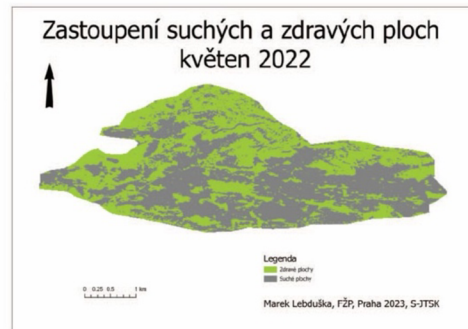 Zastoupení suchých a zdravých ploch
květen 2022
Legenda
Zdravé plochy
Suché plochy
0 0.25 0.5 1 km
Marek Lebduška, FŽP, Praha 2023, S-JTSK